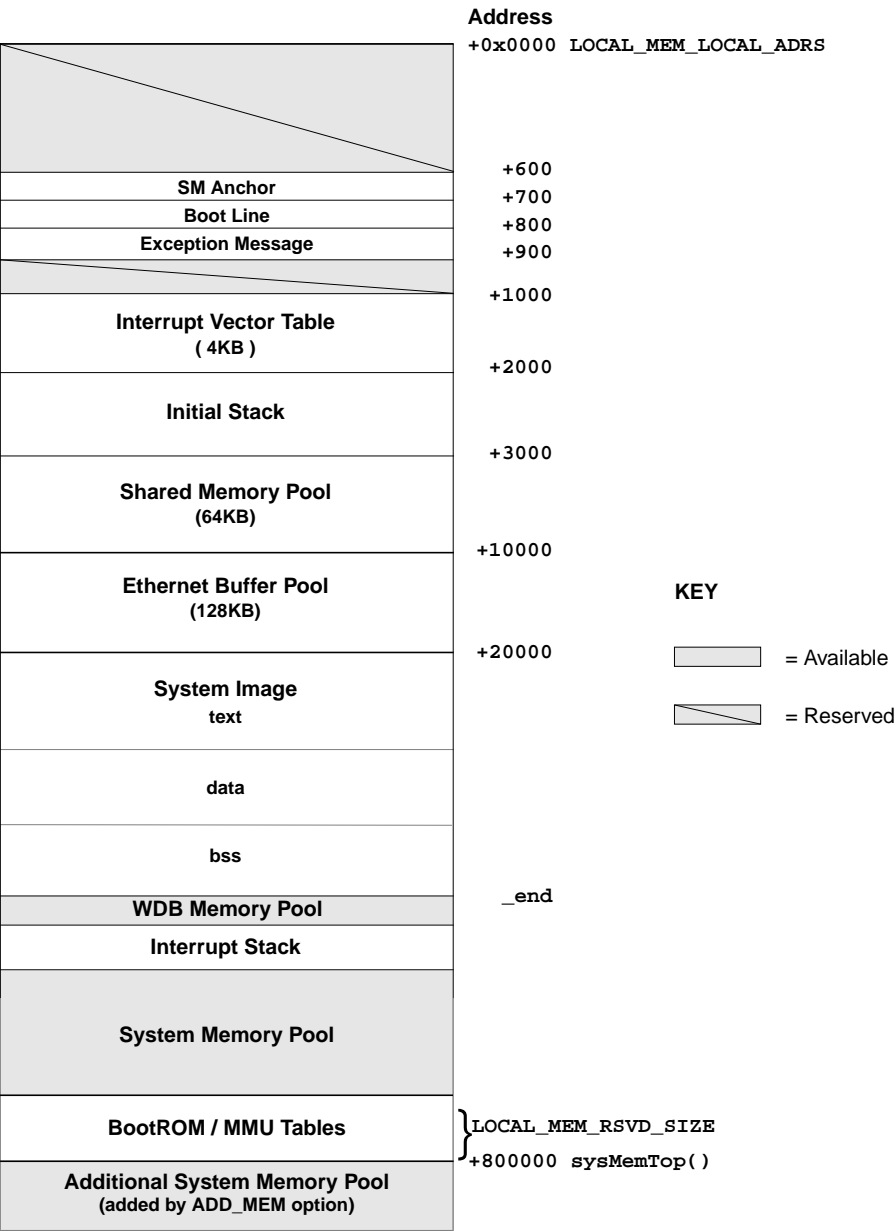 Address
+0x0000 LOCAL_MEM_LOCAL_ADRS
+600
SM Anchor
+700
Boot Line
+800
Exception Message
+900
+1000
Interrupt Vector Table
( 4KB )
+2000
Initial Stack
+3000
Shared Memory Pool
(64KB)
+10000
Ethernet Buffer Pool
(128KB)
KEY
+20000
= Available
System Image
text
= Reserved
data
bss
_end
WDB Memory Pool
Interrupt Stack
System Memory Pool
BootROM / MMU Tables
LOCAL_MEM_RSVD_SIZE
+800000 sysMemTop()
Additional System Memory Pool
(added by ADD_MEM option)